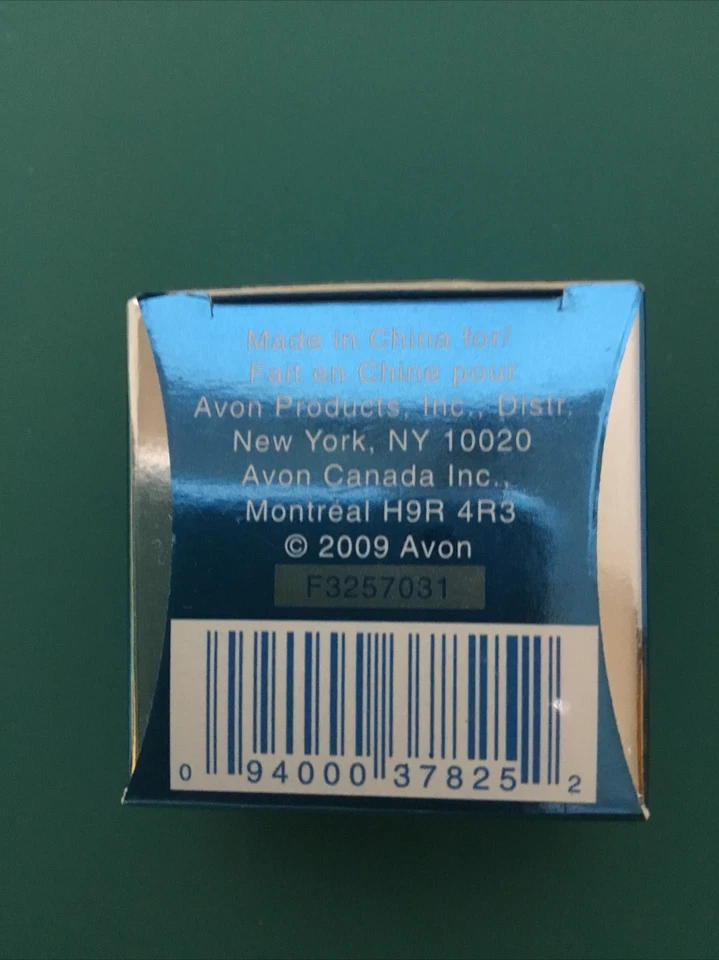 Made in China for/
Fait en Chine pour
Avon Products, Inc., Distr.
New York, NY 10020
Avon Canada Inc.,
Montréal H9R 4R3
© 2009 Avon
F3257031
0 94000 37825 2